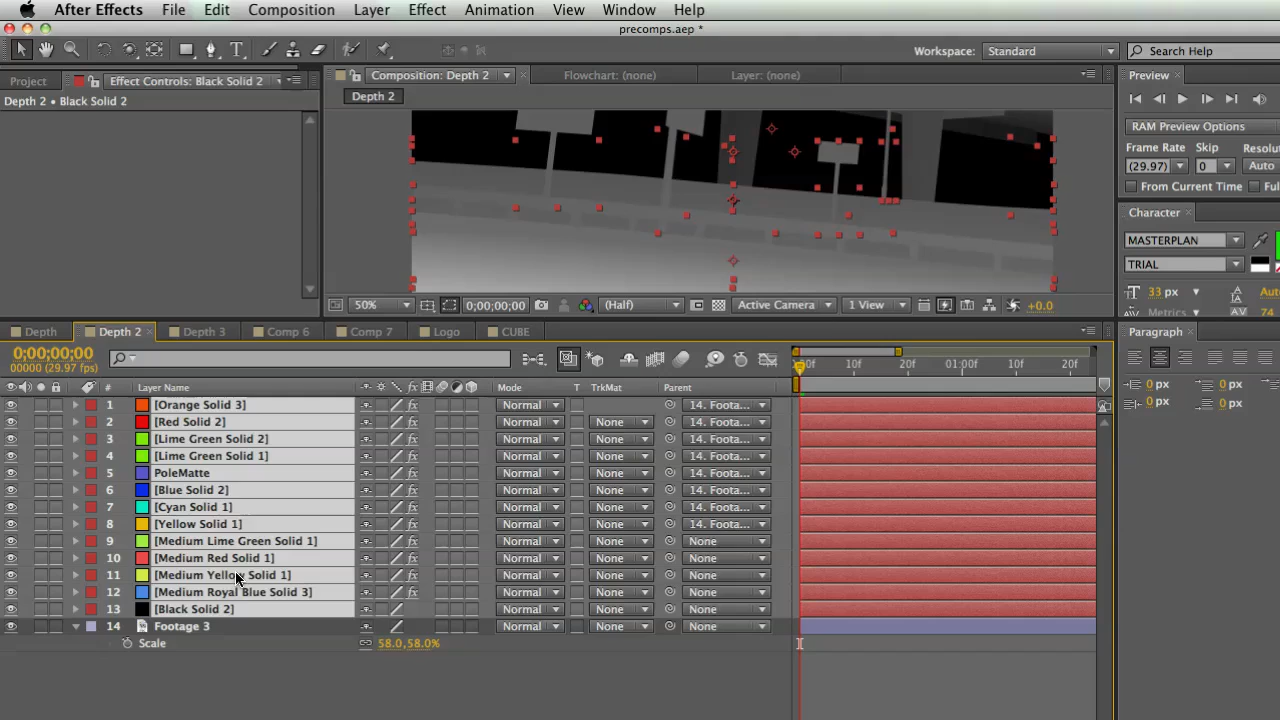 After Effects File Edit Composition Layer Effect Animation View Window Help
precomps.aep *
Workspace: Standard Search Help
Project Effect Controls: Black Solid 2 Composition: Depth 2 Flowchart: (none) Layer: (none) Preview
Depth 2 • Black Solid 2 Depth 2
RAM Preview Options
Frame Rate Skip Resolu
(29.97) 0 Auto
From Current Time Ful
Character
MASTERPLAN
TRIAL
33 px Aut
Metrics 74
50% 0;00;00;00 (Half) Active Camera 1 View +0.0
Depth Depth 2 Depth 3 Comp 6 Comp 7 Logo CUBE Paragraph
0;00;00;00
00000 (29.97 fps)
:00f 10f 20f 01:00f 10f 20f
# Layer Name Mode T TrkMat Parent
0 px 0 px
0 px 0 px
1 [Orange Solid 3] Normal 14. Foota...
2 [Red Solid 2] Normal None 14. Foota...
3 [Lime Green Solid 2] Normal None 14. Foota...
4 [Lime Green Solid 1] Normal None 14. Foota...
5 PoleMatte Normal None 14. Foota...
6 [Blue Solid 2] Normal None 14. Foota...
7 [Cyan Solid 1] Normal None 14. Foota...
8 [Yellow Solid 1] Normal None 14. Foota...
9 [Medium Lime Green Solid 1] Normal None None
10 [Medium Red Solid 1] Normal None None
11 [Medium Yellow Solid 1] Normal None None
12 [Medium Royal Blue Solid 3] Normal None None
13 [Black Solid 2] Normal None None
14 Footage 3 Normal None None
Scale 58.0,58.0%